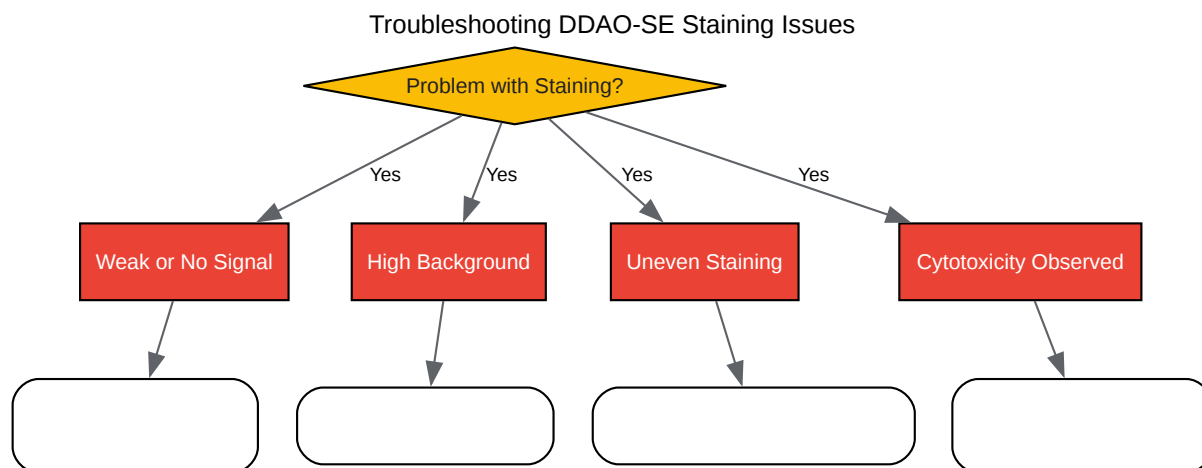 Troubleshooting DDAO-SE Staining Issues
Problem with Staining?
Yes
Yes
Yes
Yes
Weak or No Signal
High Background
Uneven Staining
Cytotoxicity Observed